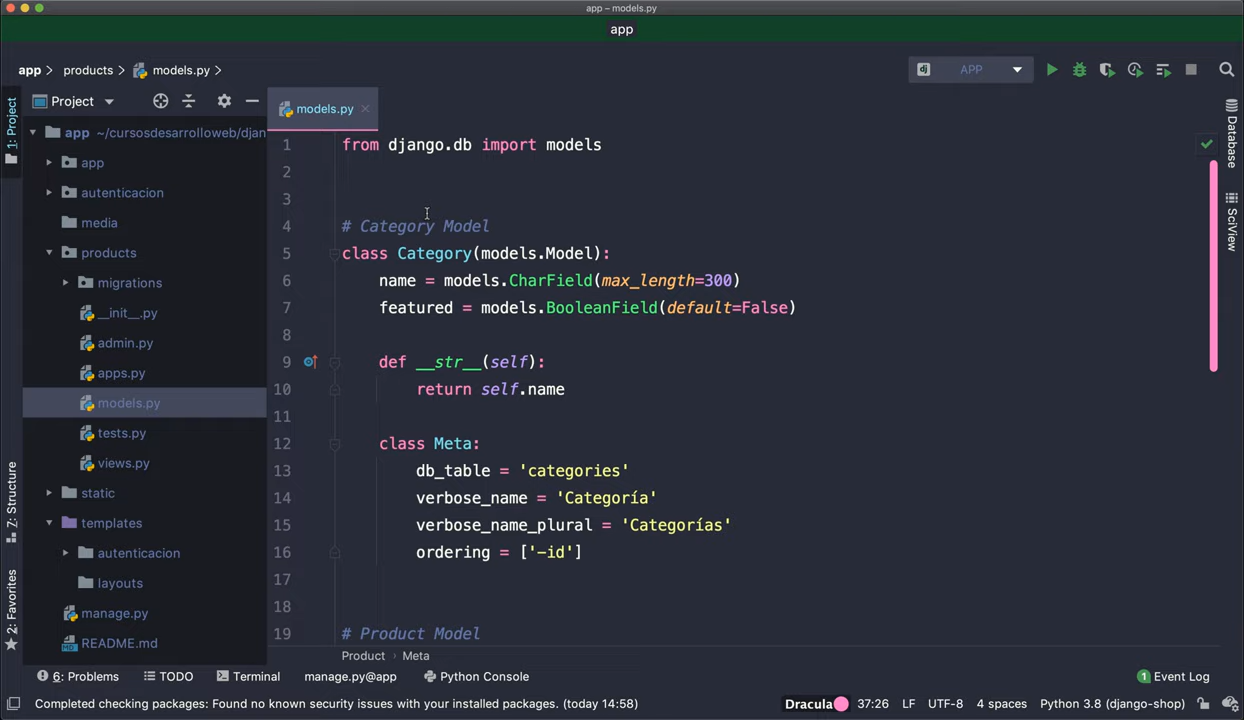 app – models.py
app
app
products
models.py
APP
Project
models.py
1: Project
Database
SciView
7: Structure
2: Favorites
app ~/cursosdesarrolloweb/djan
app
autenticacion
media
products
migrations
__init__.py
admin.py
apps.py
models.py
tests.py
views.py
static
templates
autenticacion
layouts
manage.py
README.md
1 from django.db import models
2
3
4 # Category Model
5 class Category(models.Model):
6 name = models.CharField(max_length=300)
7 featured = models.BooleanField(default=False)
8
9 def __str__(self):
10 return self.name
11
12 class Meta:
13 db_table = 'categories'
14 verbose_name = 'Categoría'
15 verbose_name_plural = 'Categorías'
16 ordering = ['-id']
17
18
19 # Product Model
Product › Meta
6: Problems TODO Terminal manage.py@app Python Console 1 Event Log
Completed checking packages: Found no known security issues with your installed packages. (today 14:58) Dracula 37:26 LF UTF-8 4 spaces Python 3.8 (django-shop)